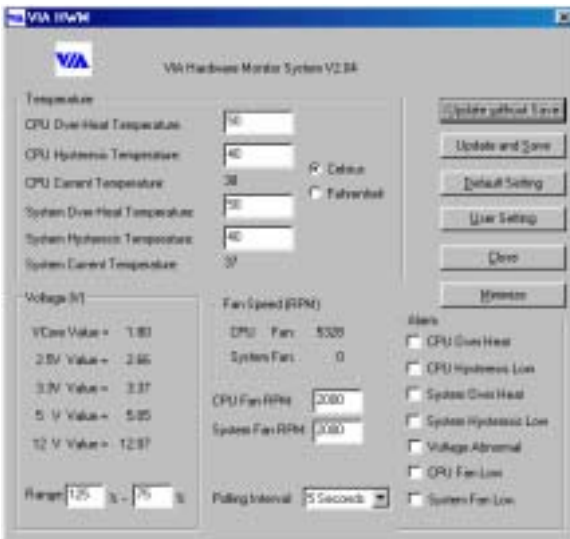 VIA HWM
VIA
VIA Hardware Monitor System V2.04
Temperature
CPU Over-Heat Temperature 50
CPU Hysteresis Temperature 40
CPU Current Temperature 38
System Over-Heat Temperature 50
System Hysteresis Temperature 40
System Current Temperature 37
Celsius
Fahrenheit
Update without Save
Update and Save
Default Setting
User Setting
Close
Minimize
Voltage (V)
VCore Value = 1.80
2.5V Value = 2.66
3.3V Value = 3.37
5 V Value = 5.05
12 V Value = 12.07
Range 125 % - 75 %
Fan Speed (RPM)
CPU Fan: 5328
System Fan: 0
CPU Fan RPM 2000
System Fan RPM 2000
Polling Interval 5 Seconds
Alarm
CPU Over Heat
CPU Hysteresis Low
System Over Heat
System Hysteresis Low
Voltage Abnormal
CPU Fan Low
System Fan Low